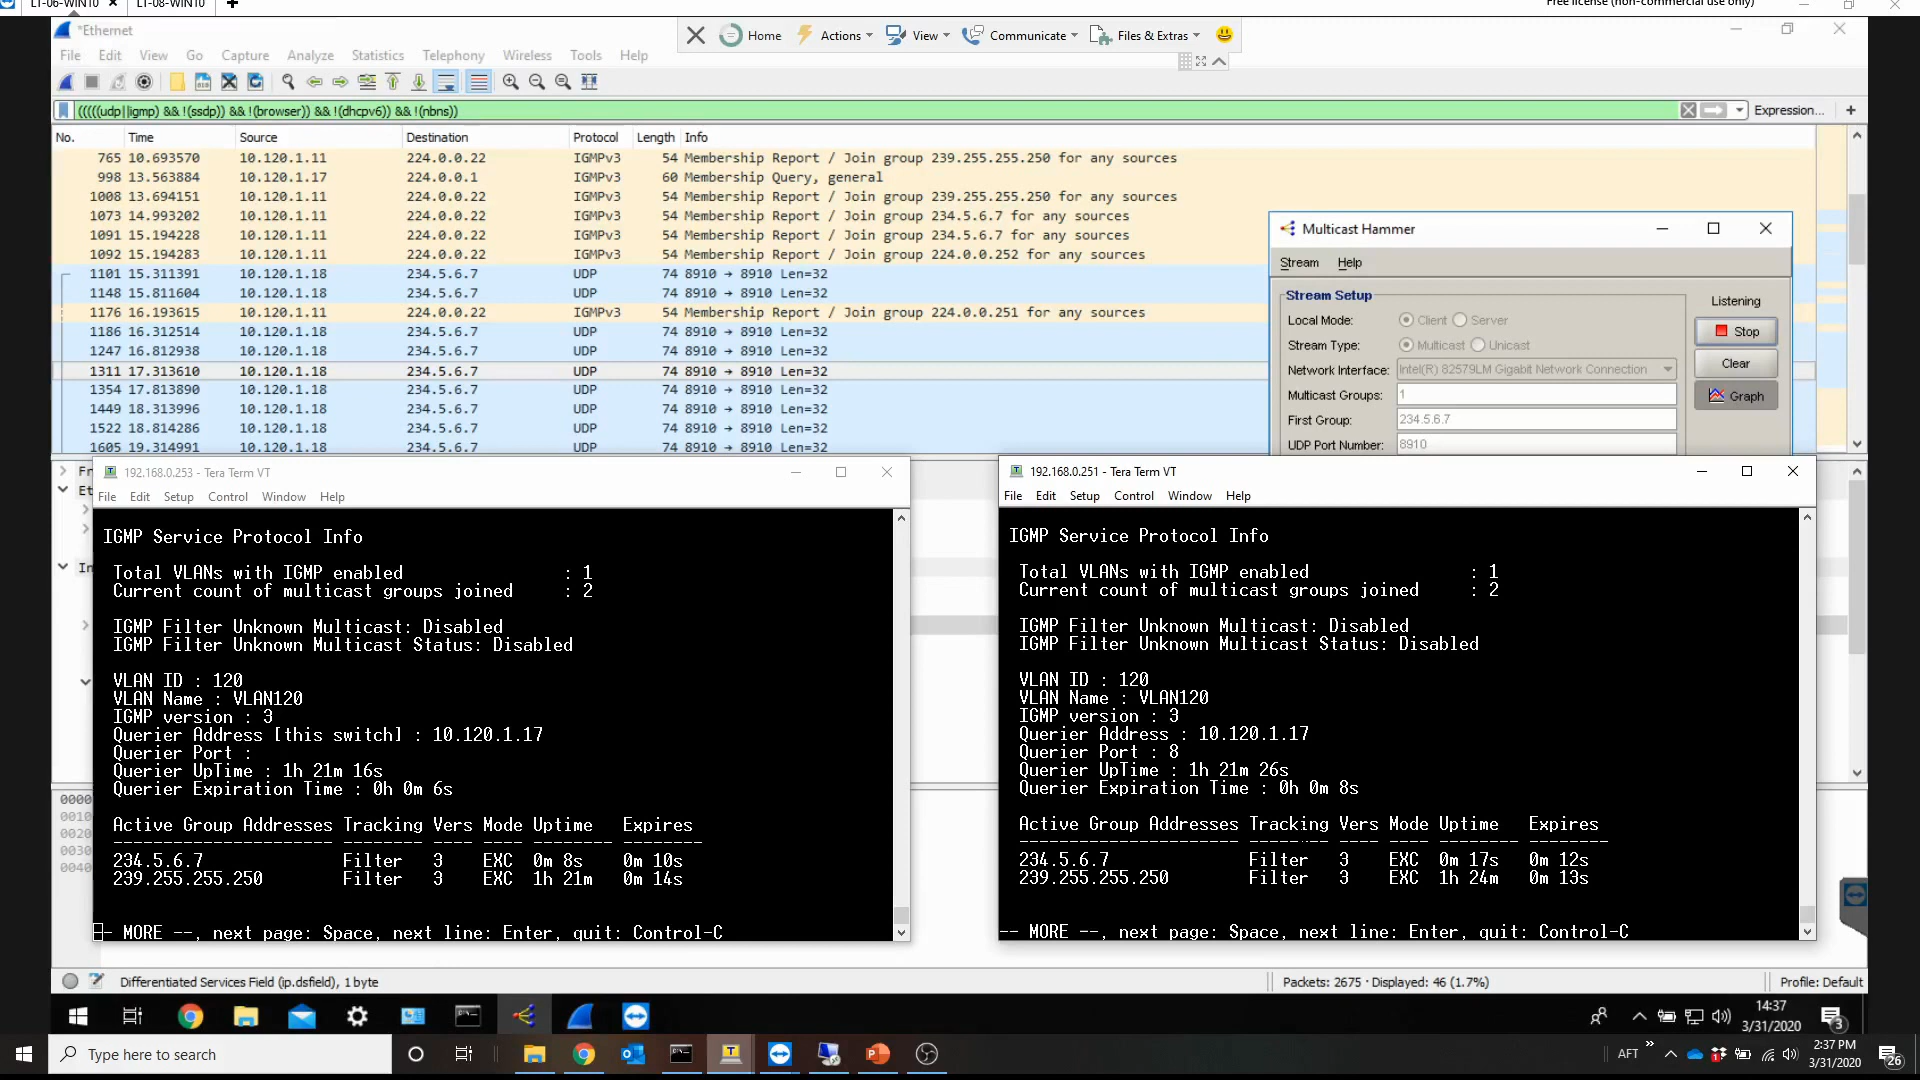 LT-06-WIN10 × LT-08-WIN10 +
Free license (non-commercial use only)
*Ethernet
× Home Actions View Communicate Files & Extras
File Edit View Go Capture Analyze Statistics Telephony Wireless Tools Help
(((((udp||igmp) && !(ssdp)) && !(browser)) && !(dhcpv6)) && !(nbns))
Expression... +
No. Time Source Destination Protocol Length Info
765 10.693570 10.120.1.11 224.0.0.22 IGMPv3 54 Membership Report / Join group 239.255.255.250 for any sources
998 13.563884 10.120.1.17 224.0.0.1 IGMPv3 60 Membership Query, general
1008 13.694151 10.120.1.11 224.0.0.22 IGMPv3 54 Membership Report / Join group 239.255.255.250 for any sources
1073 14.993202 10.120.1.11 224.0.0.22 IGMPv3 54 Membership Report / Join group 234.5.6.7 for any sources
1091 15.194228 10.120.1.11 224.0.0.22 IGMPv3 54 Membership Report / Join group 234.5.6.7 for any sources
1092 15.194283 10.120.1.11 224.0.0.22 IGMPv3 54 Membership Report / Join group 224.0.0.252 for any sources
1101 15.311391 10.120.1.18 234.5.6.7 UDP 74 8910 → 8910 Len=32
1148 15.811604 10.120.1.18 234.5.6.7 UDP 74 8910 → 8910 Len=32
1176 16.193615 10.120.1.11 224.0.0.22 IGMPv3 54 Membership Report / Join group 224.0.0.251 for any sources
1186 16.312514 10.120.1.18 234.5.6.7 UDP 74 8910 → 8910 Len=32
1247 16.812938 10.120.1.18 234.5.6.7 UDP 74 8910 → 8910 Len=32
1311 17.313610 10.120.1.18 234.5.6.7 UDP 74 8910 → 8910 Len=32
1354 17.813890 10.120.1.18 234.5.6.7 UDP 74 8910 → 8910 Len=32
1449 18.313996 10.120.1.18 234.5.6.7 UDP 74 8910 → 8910 Len=32
1522 18.814286 10.120.1.18 234.5.6.7 UDP 74 8910 → 8910 Len=32
1605 19.314991 10.120.1.18 234.5.6.7 UDP 74 8910 → 8910 Len=32
Multicast Hammer
Stream Help
Stream Setup
Listening
Local Mode: Client Server
Stop
Stream Type: Multicast Unicast
Network Interface: Intel(R) 82579LM Gigabit Network Connection
Clear
Multicast Groups: 1
Graph
First Group: 234.5.6.7
UDP Port Number: 8910
Fr
Et
In
0000
0010
0020
0030
0040
192.168.0.253 - Tera Term VT
File Edit Setup Control Window Help
IGMP Service Protocol Info
Total VLANs with IGMP enabled : 1
Current count of multicast groups joined : 2
IGMP Filter Unknown Multicast: Disabled
IGMP Filter Unknown Multicast Status: Disabled
VLAN ID : 120
VLAN Name : VLAN120
IGMP version : 3
Querier Address [this switch] : 10.120.1.17
Querier Port :
Querier UpTime : 1h 21m 16s
Querier Expiration Time : 0h 0m 6s
Active Group Addresses Tracking Vers Mode Uptime Expires
234.5.6.7 Filter 3 EXC 0m 8s 0m 10s
239.255.255.250 Filter 3 EXC 1h 21m 0m 14s
-- MORE --, next page: Space, next line: Enter, quit: Control-C
192.168.0.251 - Tera Term VT
File Edit Setup Control Window Help
IGMP Service Protocol Info
Total VLANs with IGMP enabled : 1
Current count of multicast groups joined : 2
IGMP Filter Unknown Multicast: Disabled
IGMP Filter Unknown Multicast Status: Disabled
VLAN ID : 120
VLAN Name : VLAN120
IGMP version : 3
Querier Address : 10.120.1.17
Querier Port : 8
Querier UpTime : 1h 21m 26s
Querier Expiration Time : 0h 0m 8s
Active Group Addresses Tracking Vers Mode Uptime Expires
234.5.6.7 Filter 3 EXC 0m 17s 0m 12s
239.255.255.250 Filter 3 EXC 1h 24m 0m 13s
-- MORE --, next page: Space, next line: Enter, quit: Control-C
Differentiated Services Field (ip.dsfield), 1 byte
Packets: 2675 · Displayed: 46 (1.7%)
Profile: Default
14:37
3/31/2020
3
Type here to search
AFT
2:37 PM
3/31/2020
26